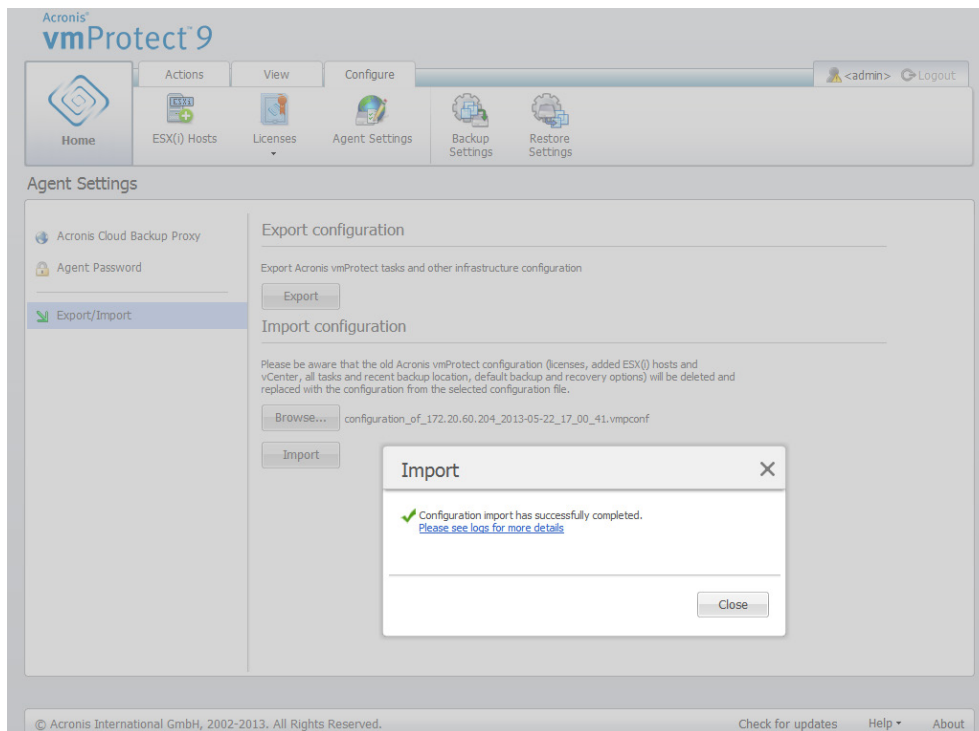 Acronis®
vmProtect™9
Actions
View
Configure
<admin>
Logout
Home
ESX(i) Hosts
Licenses
Agent Settings
Backup
Settings
Restore
Settings
Agent Settings
Acronis Cloud Backup Proxy
Agent Password
Export/Import
Export configuration
Export Acronis vmProtect tasks and other infrastructure configuration
Export
Import configuration
Please be aware that the old Acronis vmProtect configuration (licenses, added ESX(i) hosts and
vCenter, all tasks and recent backup location, default backup and recovery options) will be deleted and
replaced with the configuration from the selected configuration file.
Browse... configuration_of_172.20.60.204_2013-05-22_17_00_41.vmpconf
Import
Import
Configuration import has successfully completed.
Please see logs for more details
Close
© Acronis International GmbH, 2002-2013. All Rights Reserved.
Check for updates
Help
About